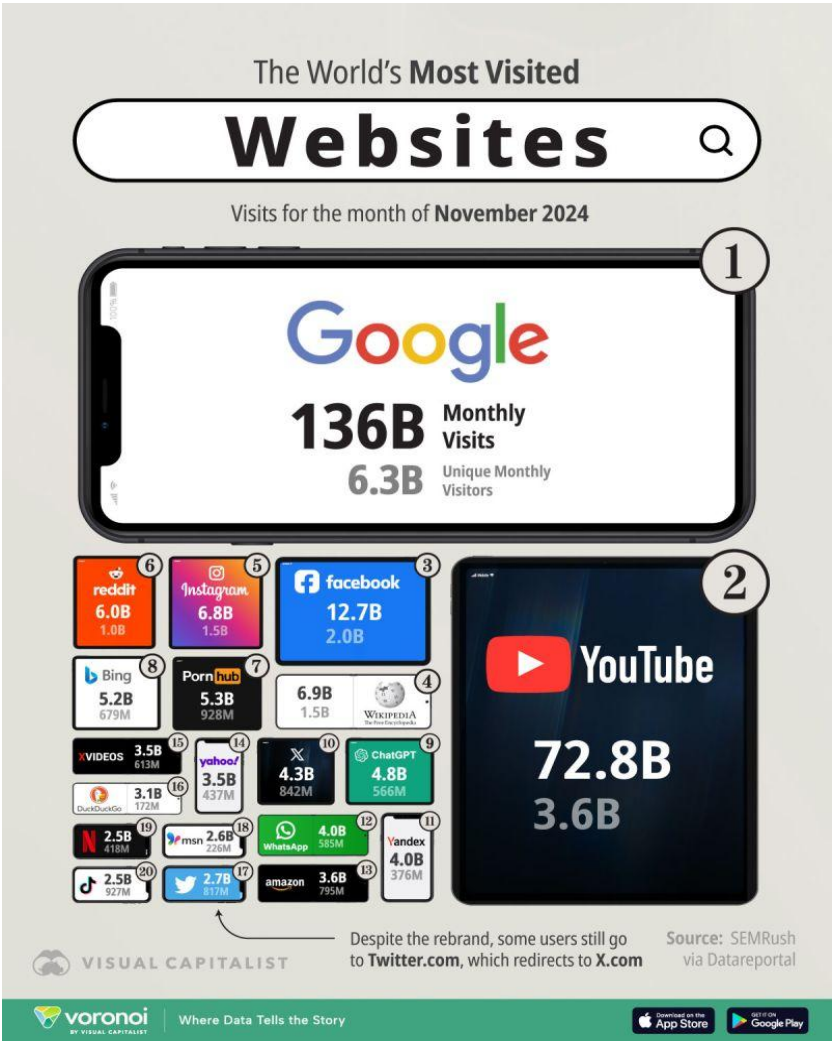 The World's Most Visited
Websites
Visits for the month of November 2024
1
Google
136B Monthly Visits
6.3B Unique Monthly Visitors
2
YouTube
72.8B
3.6B
3
facebook
12.7B
2.0B
4
6.9B
1.5B
WIKIPEDIA
The Free Encyclopedia
5
Instagram
6.8B
1.5B
6
reddit
6.0B
1.0B
7
Pornhub
5.3B
928M
8
Bing
5.2B
679M
9
ChatGPT
4.8B
566M
10
X
4.3B
842M
11
Yandex
4.0B
376M
12
WhatsApp
4.0B
585M
13
amazon
3.6B
795M
14
yahoo!
3.5B
437M
15
XVIDEOS
3.5B
613M
16
DuckDuckGo
3.1B
172M
17
2.7B
817M
18
msn
2.6B
226M
19
N
2.5B
418M
20
2.5B
927M
Despite the rebrand, some users still go
to Twitter.com, which redirects to X.com
Source: SEMRush
via Datareportal
VISUAL CAPITALIST
voronoi
BY VISUAL CAPITALIST
Where Data Tells the Story
Download on the
App Store
GET IT ON
Google Play
100%